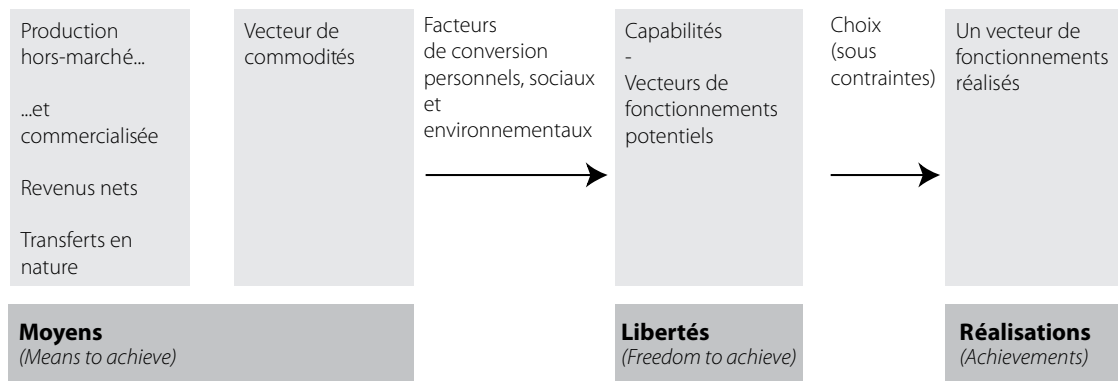 Production
hors-marché...
...et
commercialisée
Revenus nets
Transferts en
nature
Vecteur de
commodités
Facteurs
de conversion
personnels, sociaux
et
environnementaux
Capabilités
-
Vecteurs de
fonctionnements
potentiels
Choix
(sous
contraintes)
Un vecteur de
fonctionnements
réalisés
Moyens
(Means to achieve)
Libertés
(Freedom to achieve)
Réalisations
(Achievements)